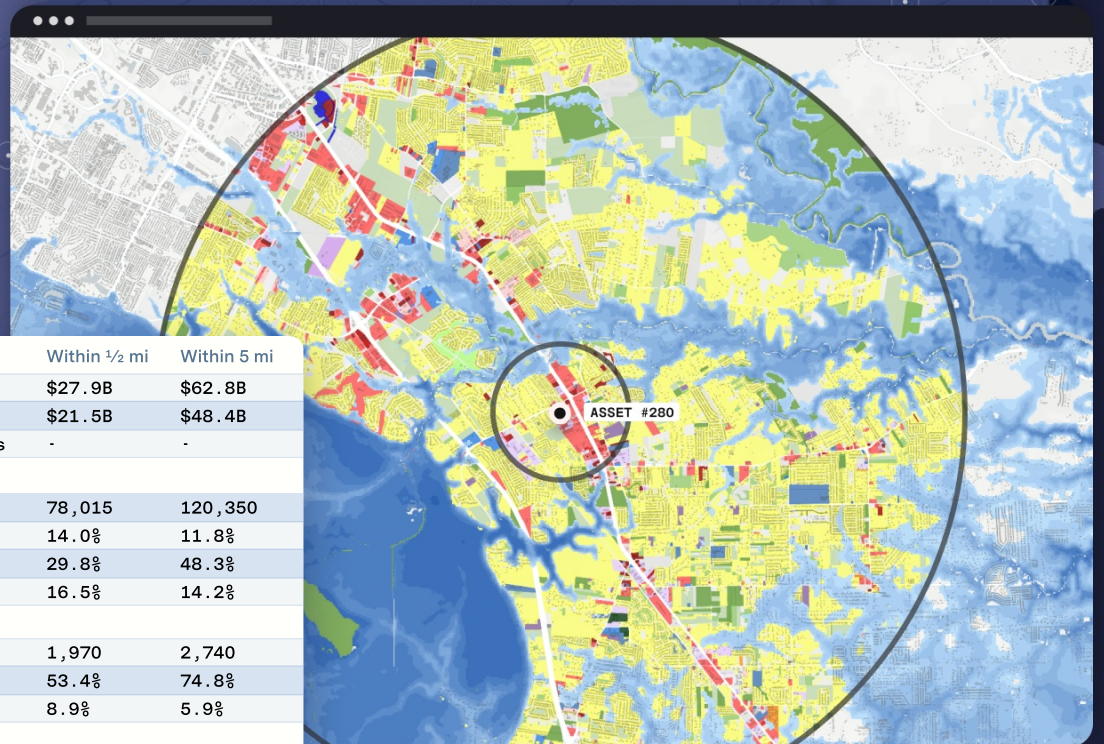 ASSET #280
Within ½ mi Within 5 mi
$27.9B $62.8B
$21.5B $48.4B
s - -
78,015 120,350
14.0% 11.8%
29.8% 48.3%
16.5% 14.2%
1,970 2,740
53.4% 74.8%
8.9% 5.9%